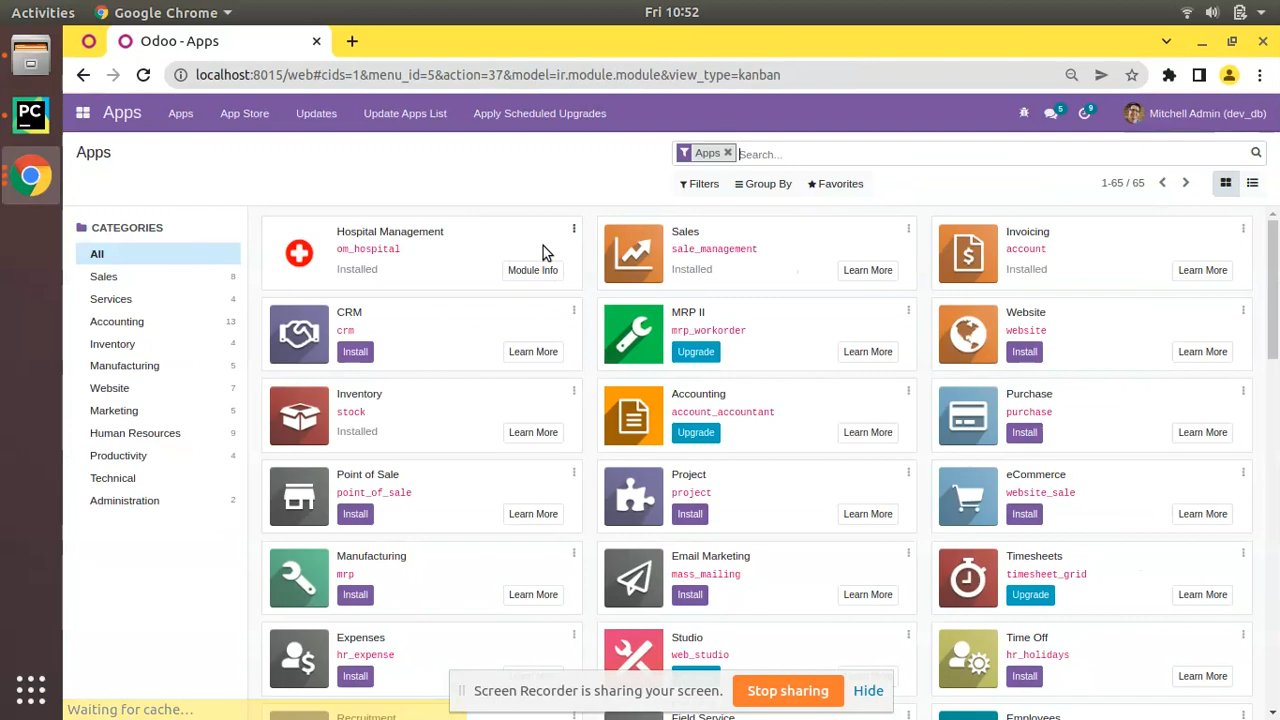 Activities
Google Chrome
Fri 10:52
Odoo - Apps
localhost:8015/web#cids=1&menu_id=5&action=37&model=ir.module.module&view_type=kanban
Apps
Apps
App Store
Updates
Update Apps List
Apply Scheduled Upgrades
5
9
Mitchell Admin (dev_db)
Apps
Apps
Search...
Filters
Group By
Favorites
1-65 / 65
CATEGORIES
All
Sales 8
Services 4
Accounting 13
Inventory 4
Manufacturing 5
Website 7
Marketing 5
Human Resources 9
Productivity 4
Technical
Administration 2
Hospital Management
om_hospital
Installed
Module Info
Sales
sale_management
Installed
Learn More
Invoicing
account
Installed
Learn More
CRM
crm
Install
Learn More
MRP II
mrp_workorder
Upgrade
Learn More
Website
website
Install
Learn More
Inventory
stock
Installed
Learn More
Accounting
account_accountant
Upgrade
Learn More
Purchase
purchase
Install
Learn More
Point of Sale
point_of_sale
Install
Learn More
Project
project
Install
Learn More
eCommerce
website_sale
Install
Learn More
Manufacturing
mrp
Install
Learn More
Email Marketing
mass_mailing
Install
Learn More
Timesheets
timesheet_grid
Upgrade
Learn More
Expenses
hr_expense
Install
Studio
web_studio
Time Off
hr_holidays
Install
Learn More
Recruitment
Field Service
Employees
PC
Screen Recorder is sharing your screen.
Stop sharing
Hide
Waiting for cache...